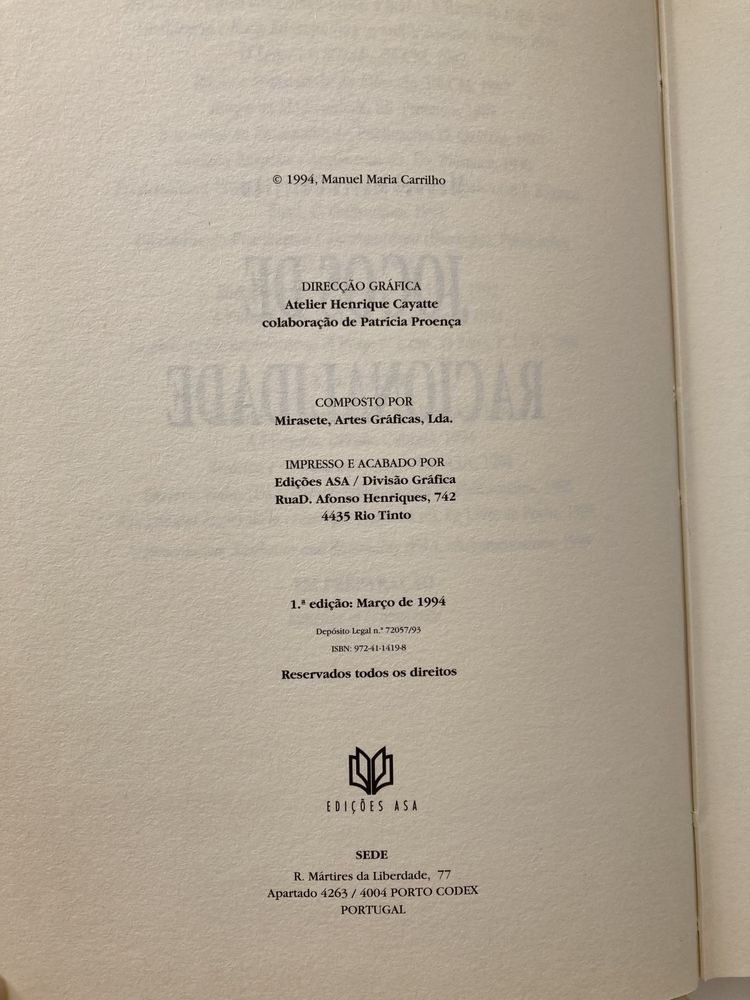 © 1994, Manuel Maria Carrilho
DIRECÇÃO GRÁFICA
Atelier Henrique Cayatte
colaboração de Patrícia Proença
COMPOSTO POR
Mirasete, Artes Gráficas, Lda.
IMPRESSO E ACABADO POR
Edições ASA / Divisão Gráfica
RuaD. Afonso Henriques, 742
4435 Rio Tinto
1.ª edição: Março de 1994
Depósito Legal n.º 72057/93
ISBN: 972-41-1419-8
Reservados todos os direitos
EDIÇÕES ASA
SEDE
R. Mártires da Liberdade, 77
Apartado 4263 / 4004 PORTO CODEX
PORTUGAL
JOGOS DE
RACIONALIDADE